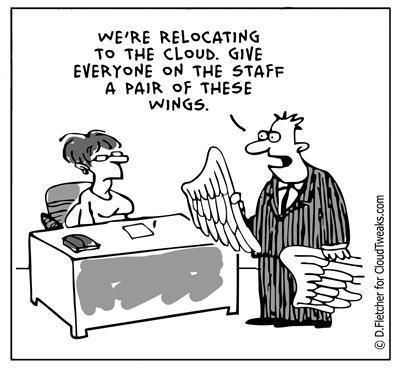 WE'RE RELOCATING
TO THE CLOUD. GIVE
EVERYONE ON THE STAFF
A PAIR OF THESE
WINGS.
© D.Fletcher for CloudTweaks.com